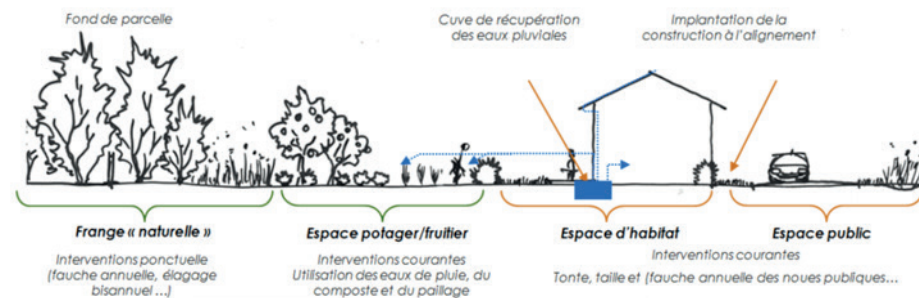 Fond de parcelle
Cuve de récupération
des eaux pluviales
Implantation de la
construction à l'alignement
Frange « naturelle »
Interventions ponctuelle
(fauche annuelle, élagage
bisannuel ...)
Espace potager/fruitier
Interventions courantes
Utilisation des eaux de pluie, du
composte et du paillage
Espace d'habitat
Espace public
Interventions courantes
Tonte, taille et (fauche annuelle des noues publiques...